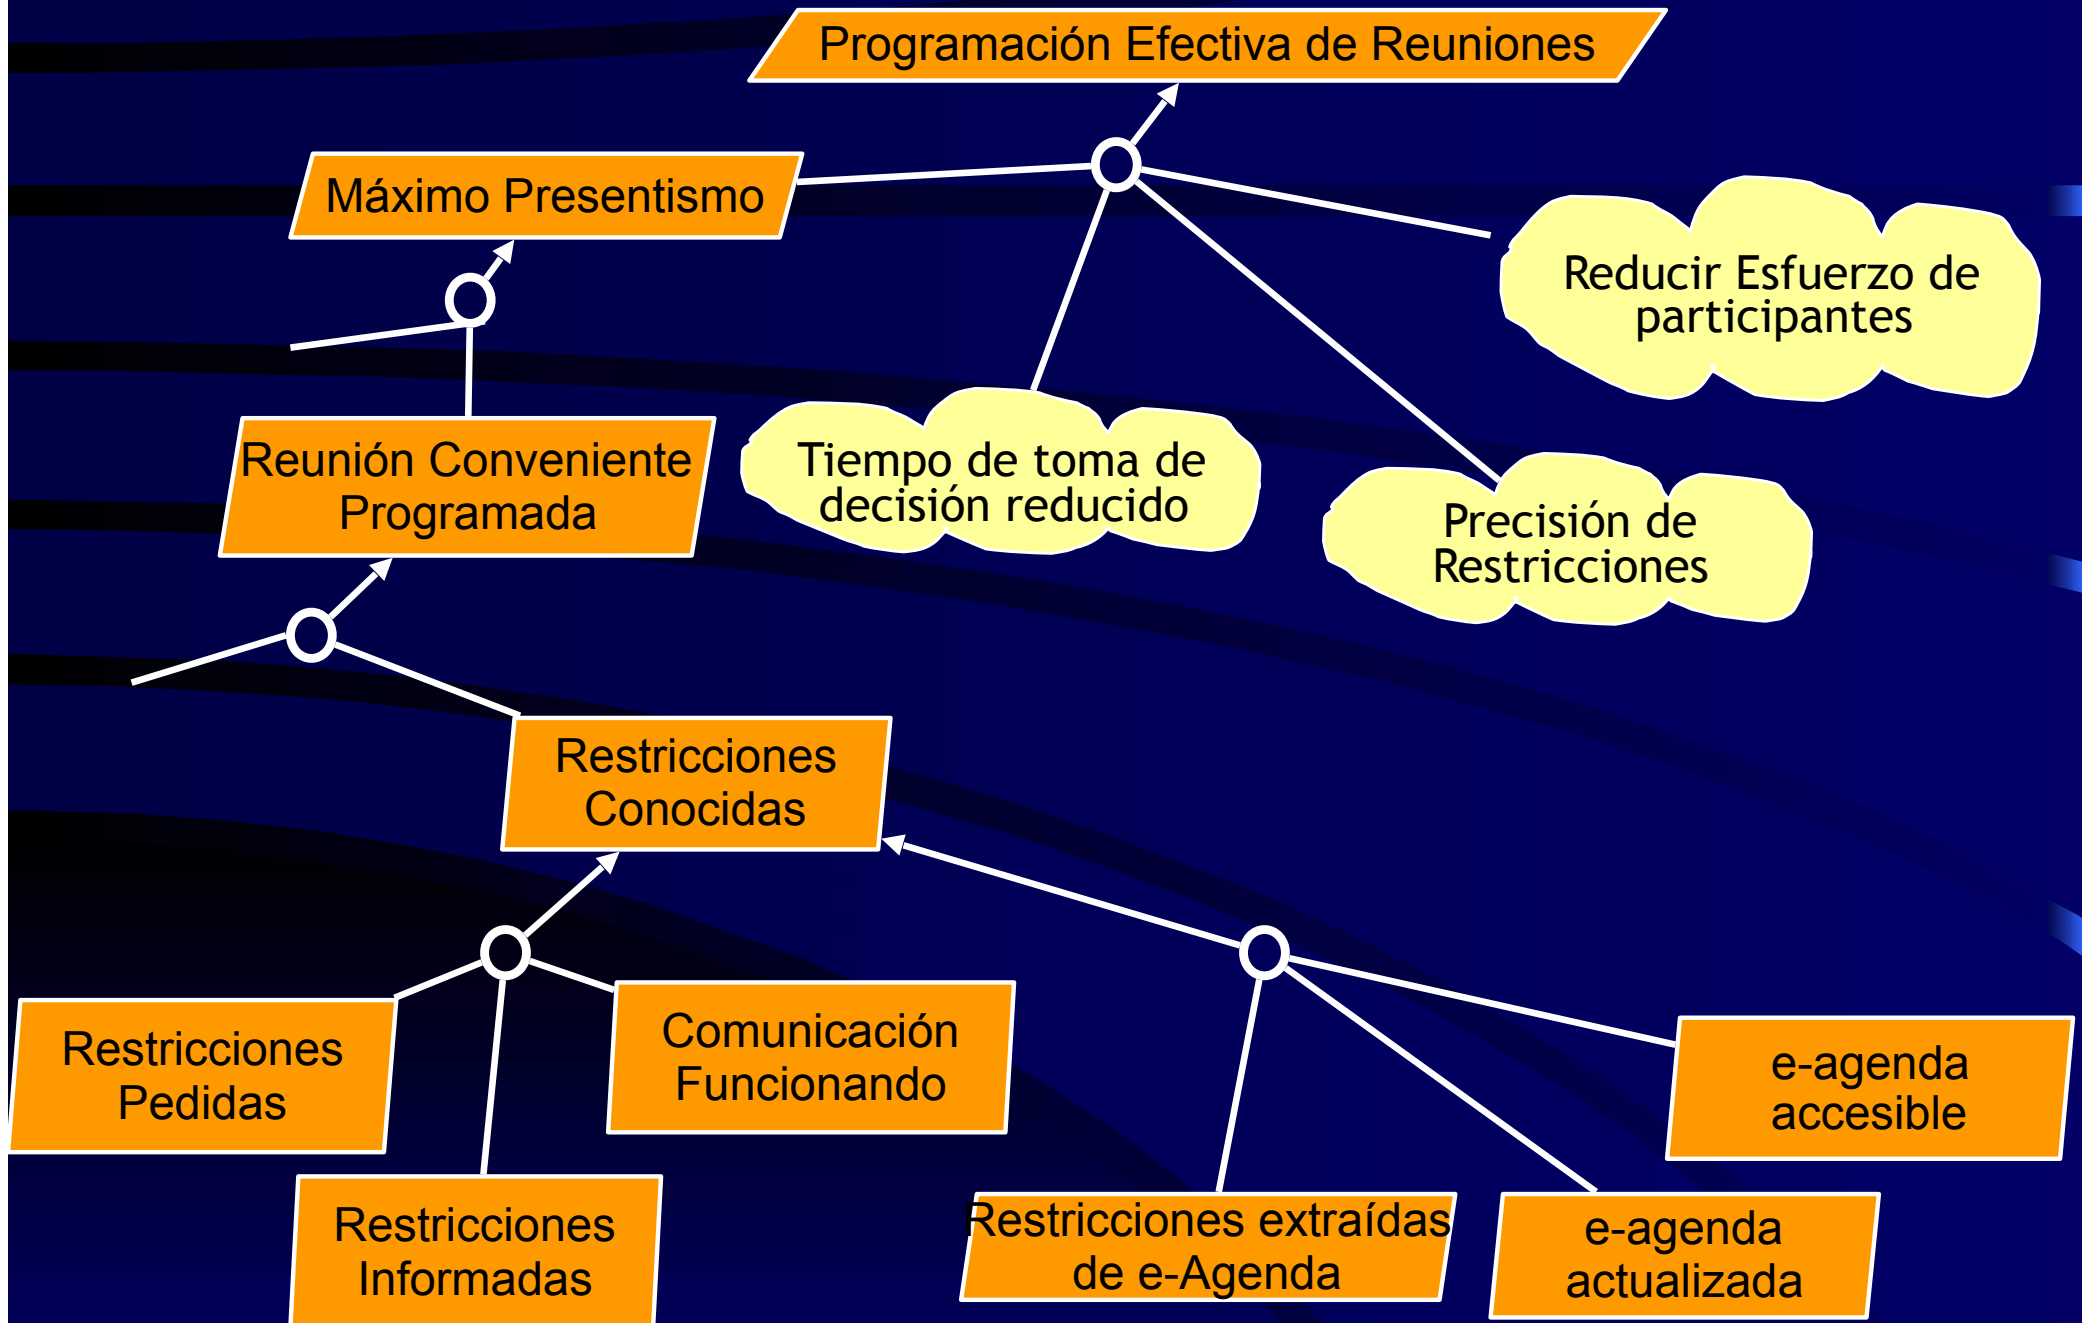 Programación Efectiva de Reuniones
Máximo Presentismo
Reducir Esfuerzo de
participantes
Reunión Conveniente
Programada
Tiempo de toma de
decisión reducido
Precisión de
Restricciones
Restricciones
Conocidas
Restricciones
Pedidas
Comunicación
Funcionando
e-agenda
accesible
Restricciones
Informadas
Restricciones extraídas
de e-Agenda
e-agenda
actualizada